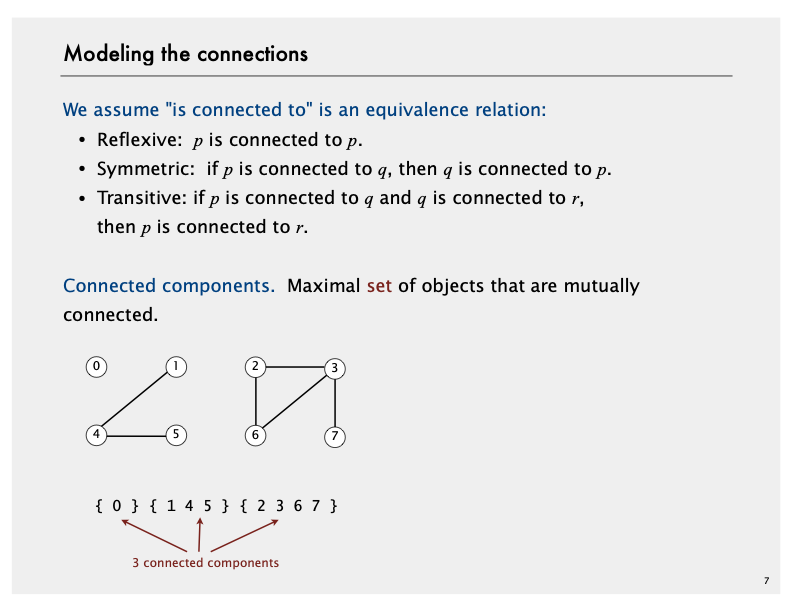 Modeling the connections
We assume "is connected to" is an equivalence relation:
• Reflexive: p is connected to p.
• Symmetric: if p is connected to q, then q is connected to p.
• Transitive: if p is connected to q and q is connected to r,
then p is connected to r.
Connected components. Maximal set of objects that are mutually
connected.
0 1 2 3
4 5 6 7
{ 0 } { 1 4 5 } { 2 3 6 7 }
3 connected components
7